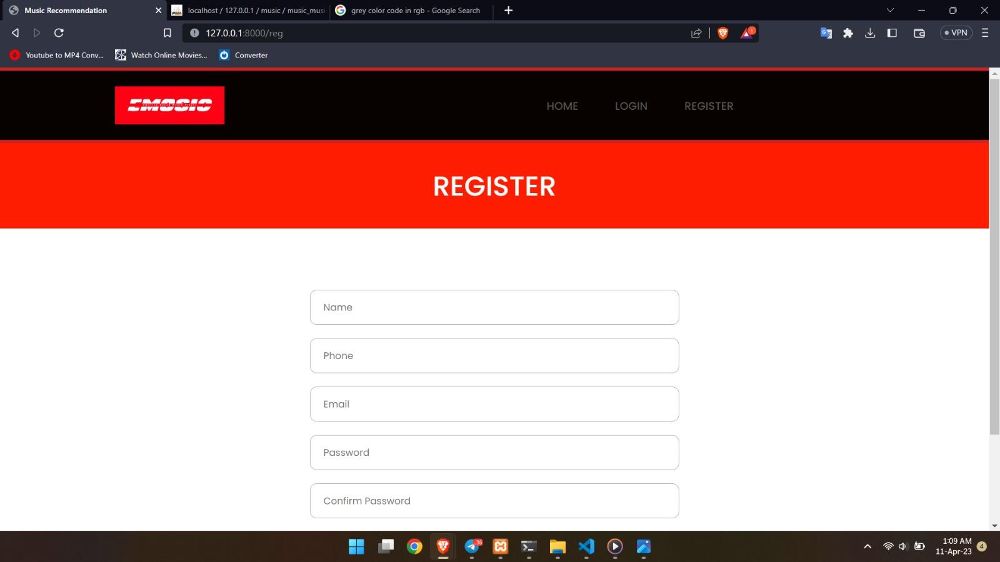 Music Recommendation
localhost / 127.0.0.1 / music / music_musi
grey color code in rgb - Google Search
127.0.0.1:8000/reg
1
VPN
Youtube to MP4 Conv...
Watch Online Movies...
Converter
EMOSIC
HOME
LOGIN
REGISTER
REGISTER
Name
Phone
Email
Password
Confirm Password
36
1:09 AM
11-Apr-23
4